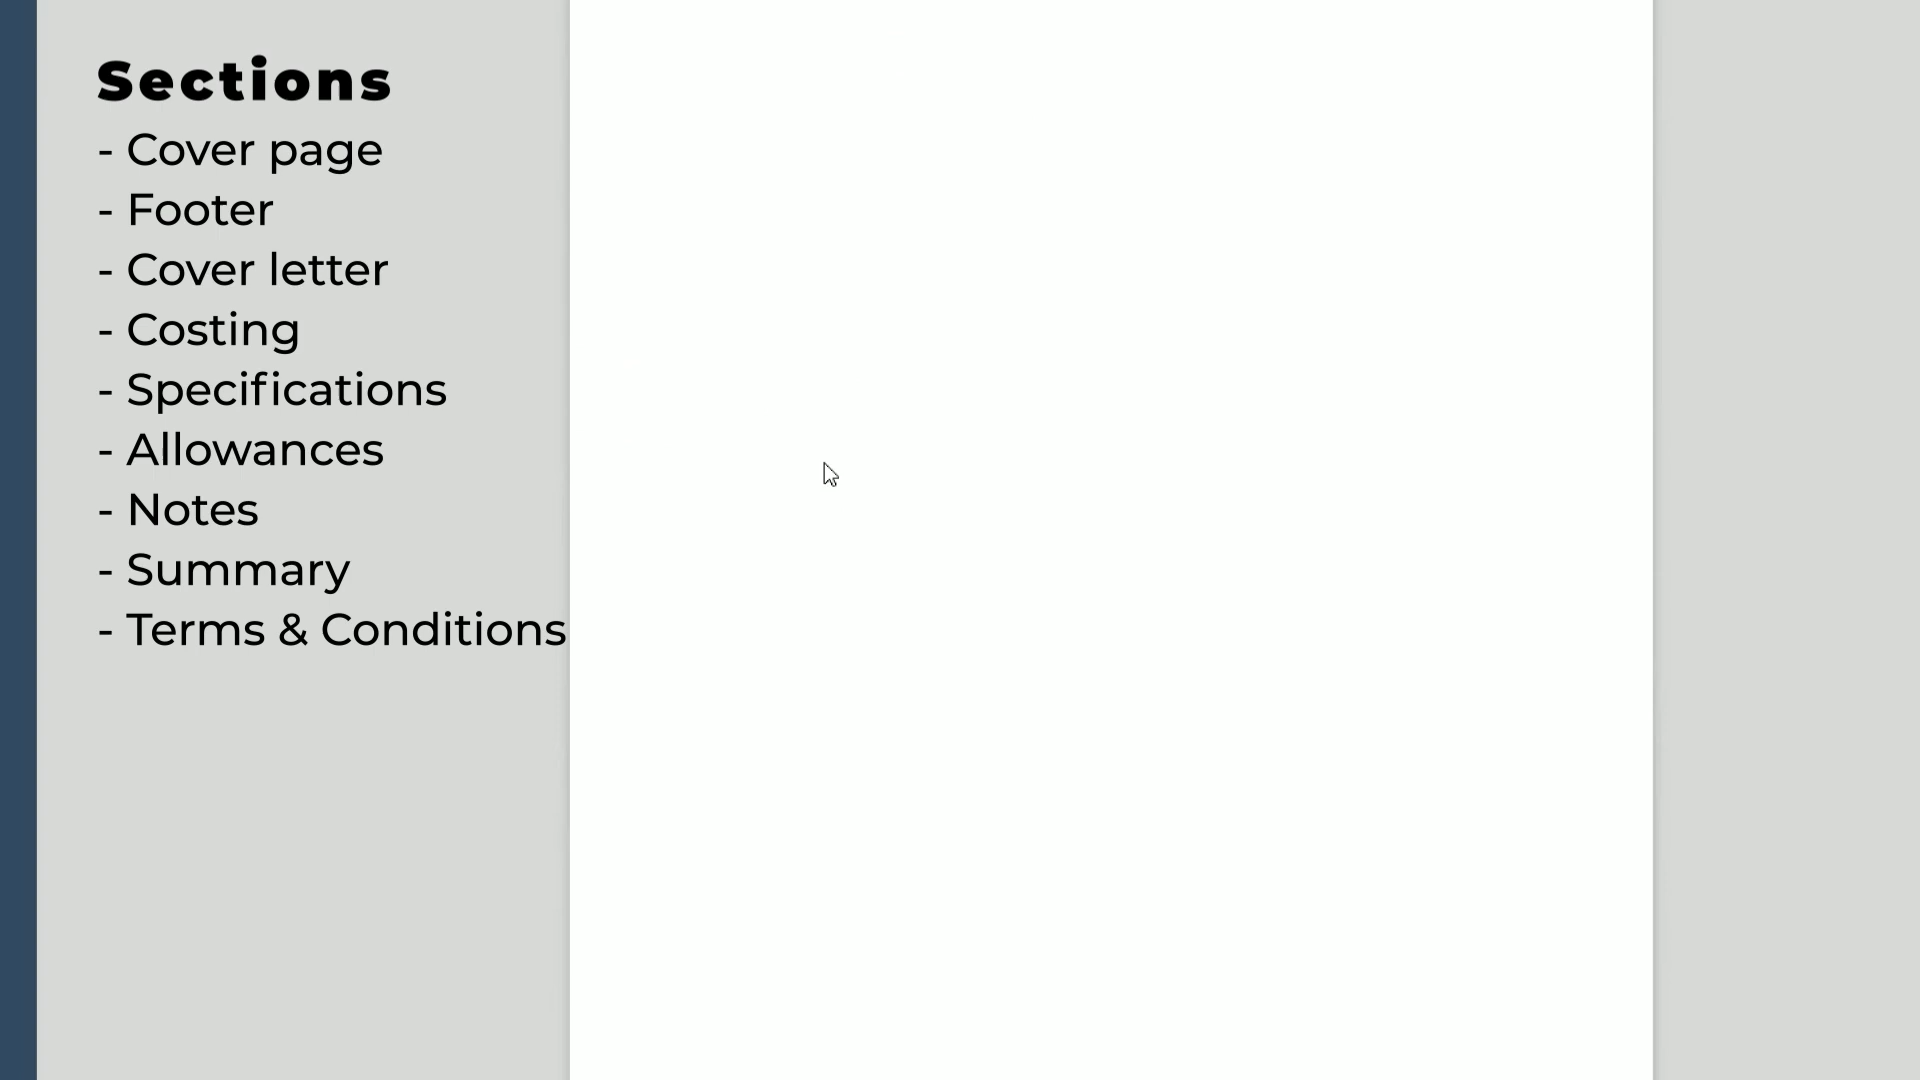 Sections
- Cover page
- Footer
- Cover letter
- Costing
- Specifications
- Allowances
- Notes
- Summary
- Terms & Conditions